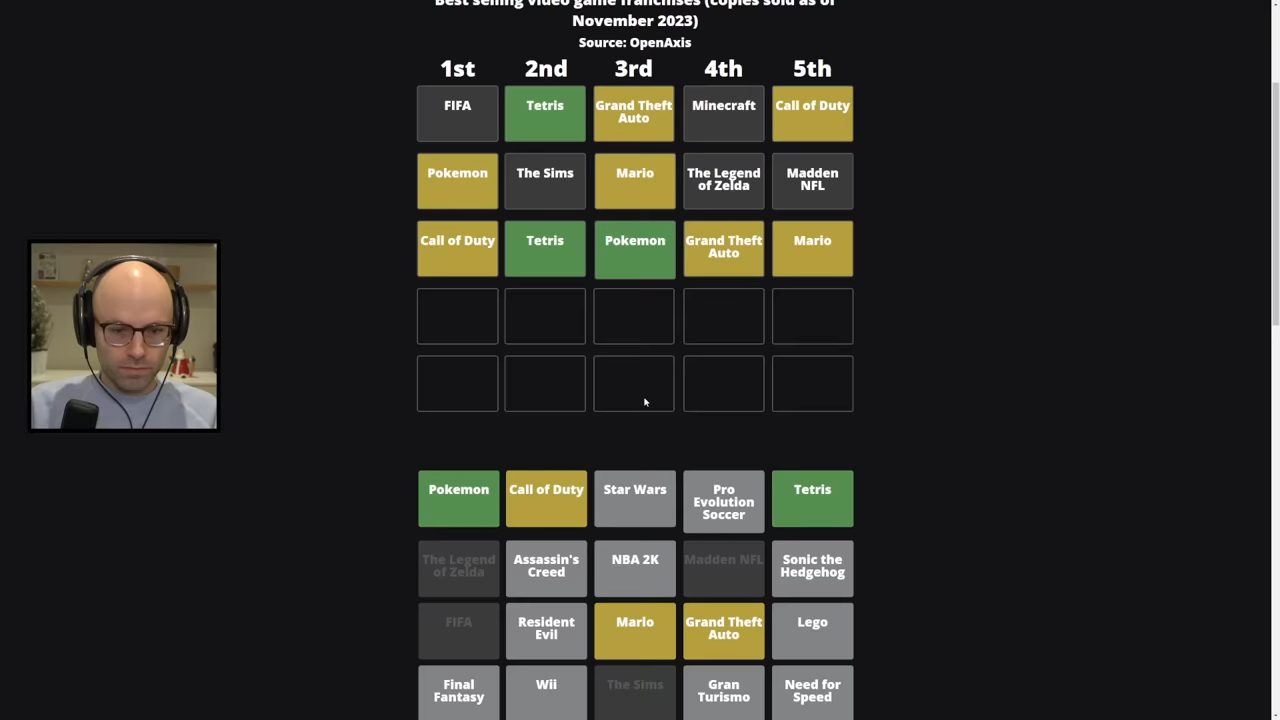 Best selling video game franchises (copies sold as of
November 2023)
Source: OpenAxis
1st 2nd 3rd 4th 5th
FIFA
Tetris
Grand Theft
Auto
Minecraft
Call of Duty
Pokemon
The Sims
Mario
The Legend
of Zelda
Madden
NFL
Call of Duty
Tetris
Pokemon
Grand Theft
Auto
Mario
Pokemon
Call of Duty
Star Wars
Pro
Evolution
Soccer
Tetris
The Legend
of Zelda
Assassin's
Creed
NBA 2K
Madden NFL
Sonic the
Hedgehog
FIFA
Resident
Evil
Mario
Grand Theft
Auto
Lego
Final
Fantasy
Wii
The Sims
Gran
Turismo
Need for
Speed